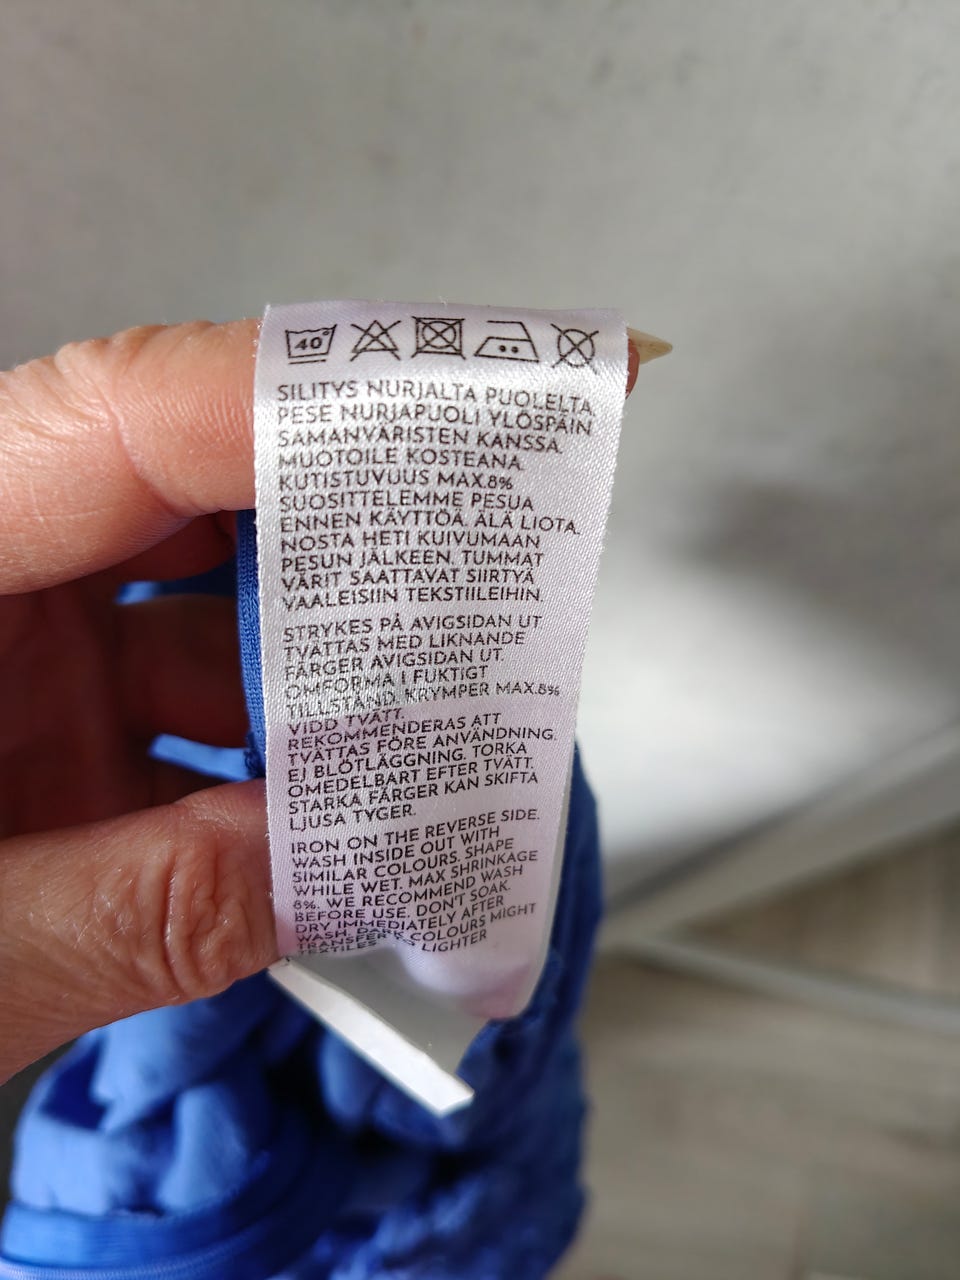 40°
SILITYS NURJALTA PUOLELTA
PESE NURJAPUOLI YLÖSPÄIN
SAMANVÄRISTEN KANSSA.
MUOTOILE KOSTEANA.
KUTISTUVUUS MAX.8%
SUOSITTELEMME PESUA
ENNEN KÄYTTÖÄ. ÄLÄ LIOTA.
NOSTA HETI KUIVUMAAN
PESUN JÄLKEEN. TUMMAT
VÄRIT SAATTAVAT SIIRTYÄ
VAALEISIIN TEKSTIILEIHIN.
STRYKES PÅ AVIGSIDAN UT
TVÄTTAS MED LIKNANDE
FÄRGER AVIGSIDAN UT.
OMFORMA I FUKTIGT
TILLSTÅND. KRYMPER MAX.8%
VIDD TVÄTT.
REKOMMENDERAS ATT
TVÄTTAS FÖRE ANVÄNDNING.
EJ BLÖTLÄGGNING. TORKA
OMEDELBART EFTER TVÄTT.
STARKA FÄRGER KAN SKIFTA
LJUSA TYGER.
IRON ON THE REVERSE SIDE.
WASH INSIDE OUT WITH
SIMILAR COLOURS. SHAPE
WHILE WET. MAX SHRINKAGE
8%. WE RECOMMEND WASH
BEFORE USE. DON'T SOAK.
DRY IMMEDIATELY AFTER
WASH. DARK COLOURS MIGHT
TRANSFER TO LIGHTER
TEXTILES